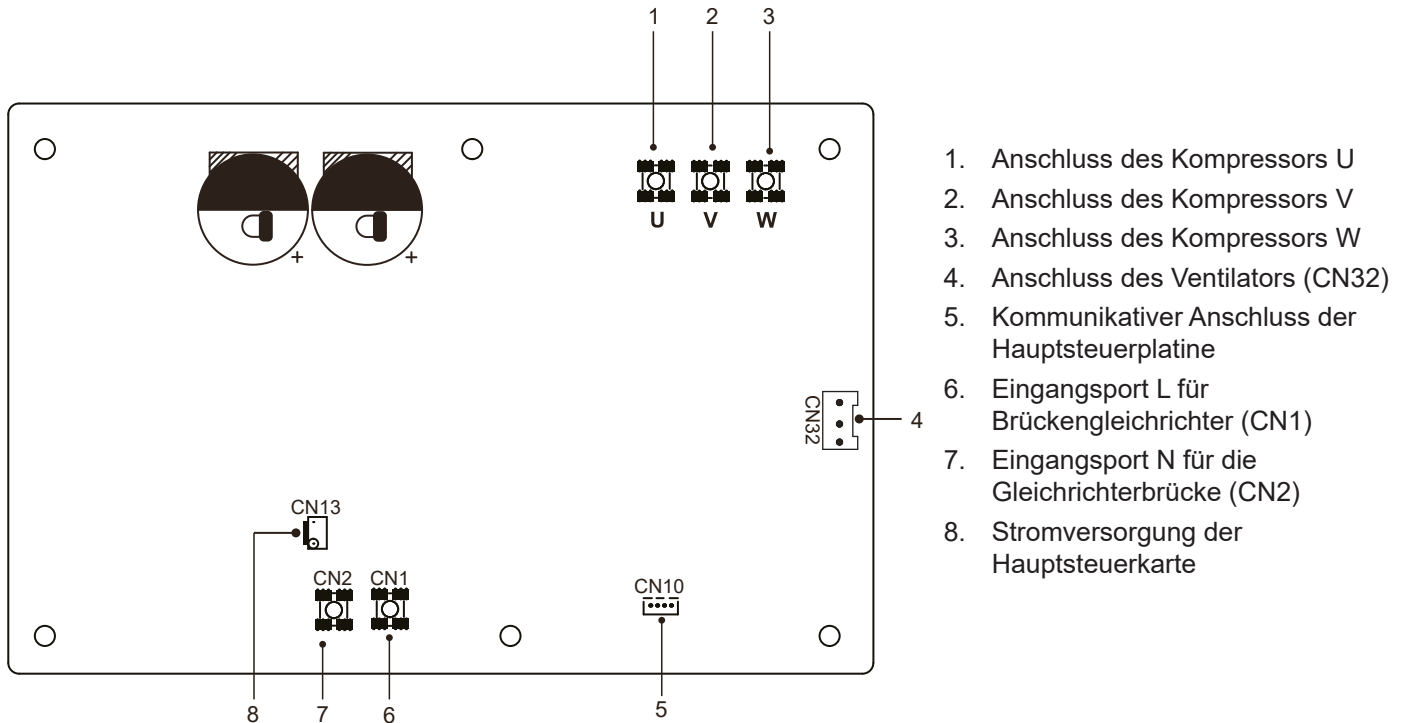 1 2 3
U V W
CN32
4
CN13
CN2 CN1
CN10
8 7 6 5
+ +
1. Anschluss des Kompressors U
2. Anschluss des Kompressors V
3. Anschluss des Kompressors W
4. Anschluss des Ventilators (CN32)
5. Kommunikativer Anschluss der
Hauptsteuerplatine
6. Eingangsport L für
Brückengleichrichter (CN1)
7. Eingangsport N für die
Gleichrichterbrücke (CN2)
8. Stromversorgung der
Hauptsteuerkarte